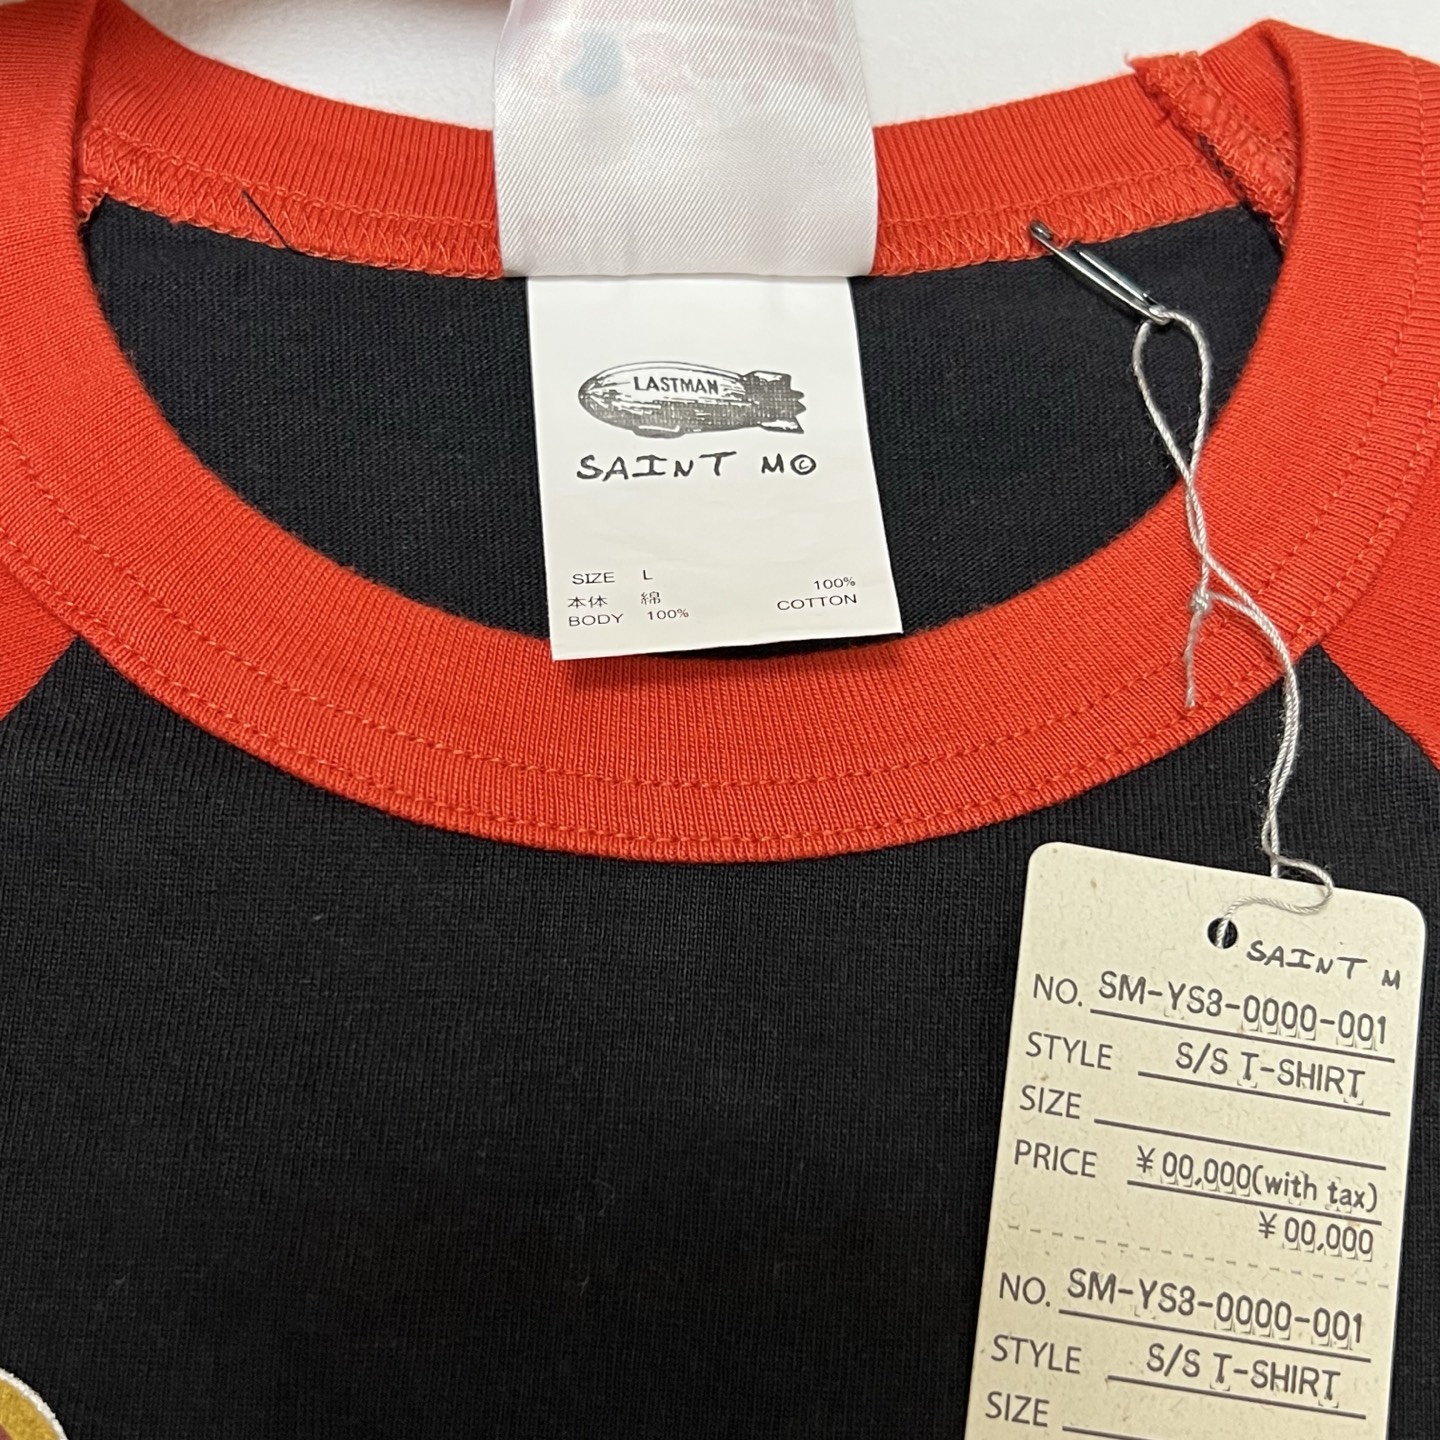 LASTMAN
SAINT M©
SIZE L
本体 綿
BODY 100%
100%
COTTON
SAINT M
NO. SM-YS3-0000-001
STYLE S/S T-SHIRT
SIZE
PRICE ¥00,000(with tax)
¥00,000
NO. SM-YS3-0000-001
STYLE S/S T-SHIRT
SIZE